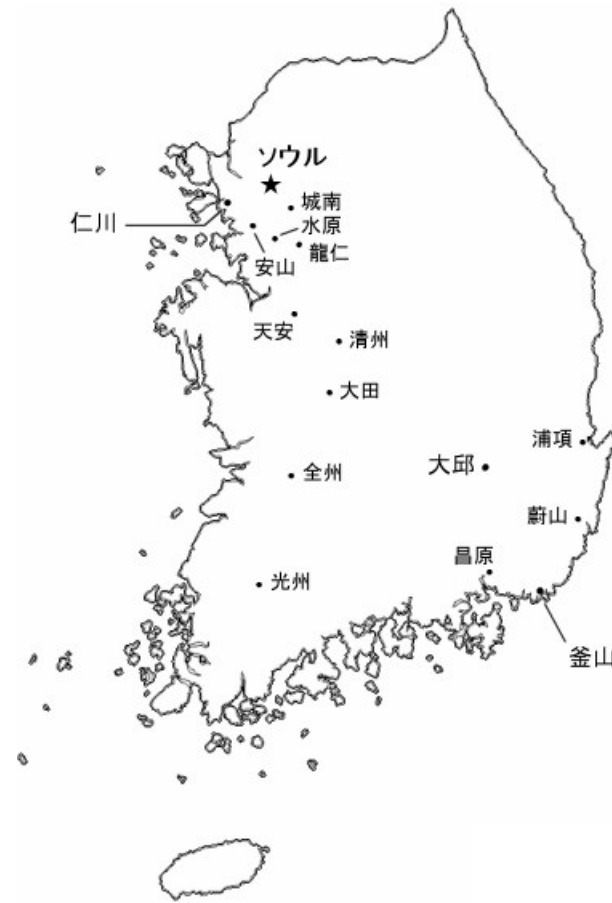 ソウル
城南
仁川
水原
龍仁
安山
天安
清州
大田
浦項
大邱
全州
蔚山
昌原
光州
釜山